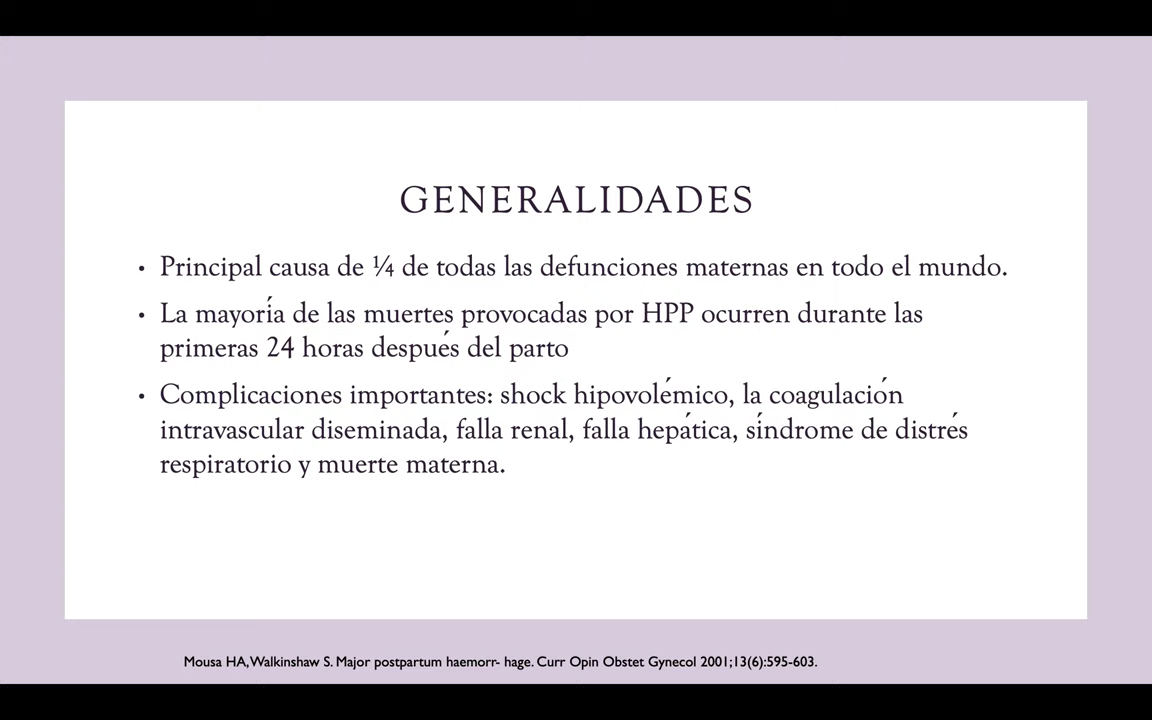 GENERALIDADES
• Principal causa de ¼ de todas las defunciones maternas en todo el mundo.
• La mayoría de las muertes provocadas por HPP ocurren durante las
primeras 24 horas después del parto
• Complicaciones importantes: shock hipovolémico, la coagulación
intravascular diseminada, falla renal, falla hepática, síndrome de distrés
respiratorio y muerte materna.
Mousa HA, Walkinshaw S. Major postpartum haemorr- hage. Curr Opin Obstet Gynecol 2001;13(6):595-603.